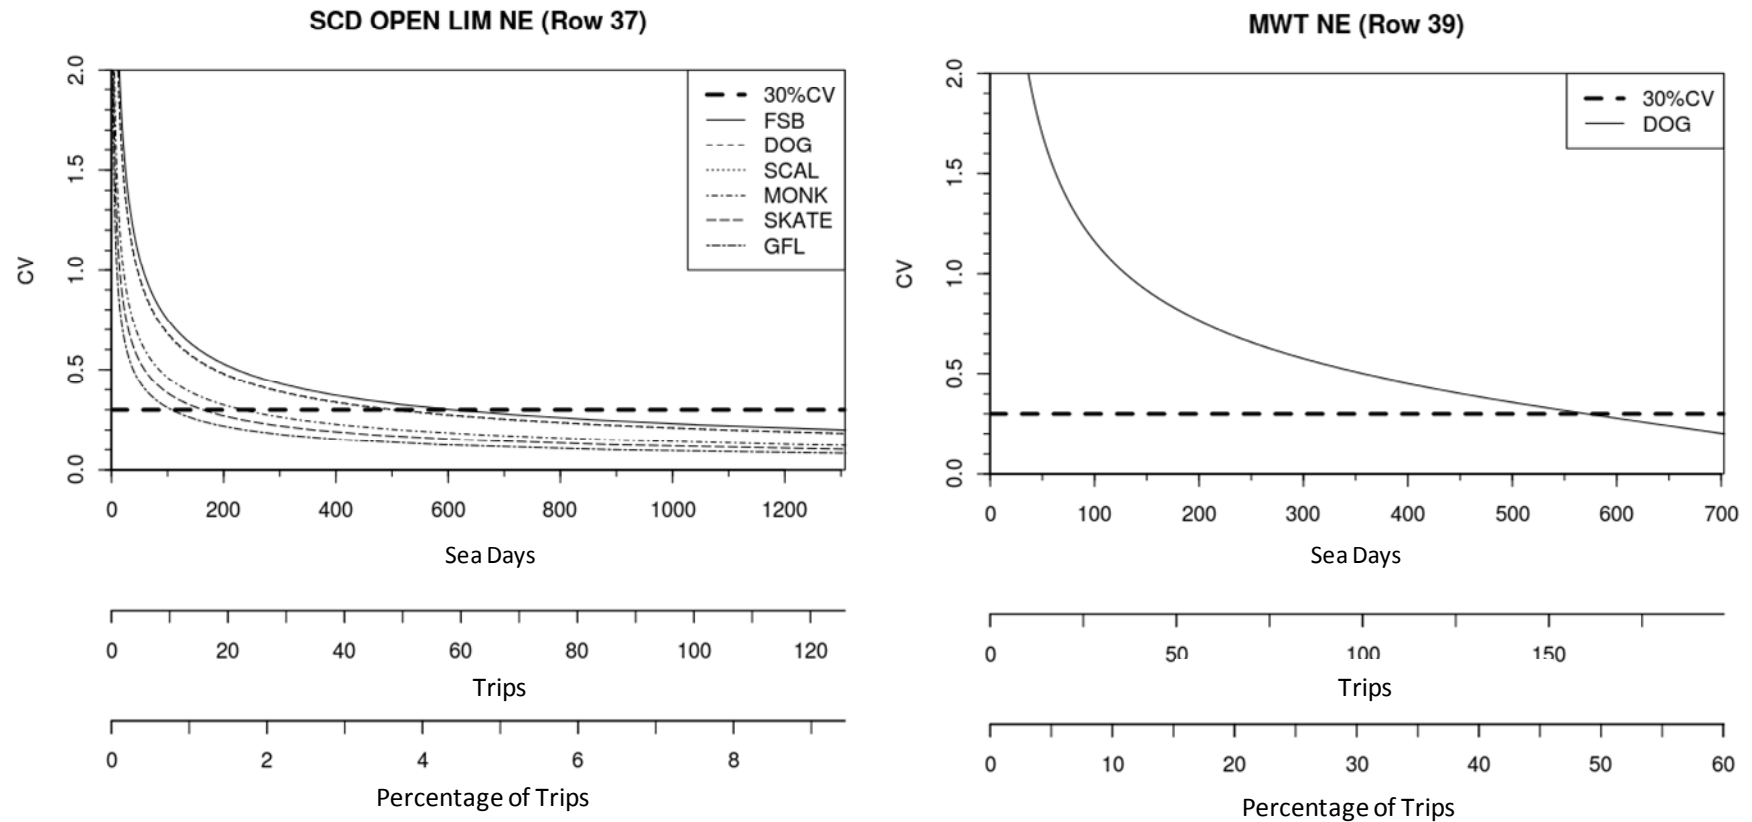 SCD OPEN LIM NE (Row 37)
CV
2.0
1.5
1.0
0.5
0.0
30%CV
FSB
DOG
SCAL
MONK
SKATE
GFL
0 200 400 600 800 1000 1200
Sea Days
0 20 40 60 80 100 120
Trips
0 2 4 6 8
Percentage of Trips
MWT NE (Row 39)
CV
2.0
1.5
1.0
0.5
0.0
30%CV
DOG
0 100 200 300 400 500 600 700
Sea Days
0 50 100 150
Trips
0 10 20 30 40 50 60
Percentage of Trips